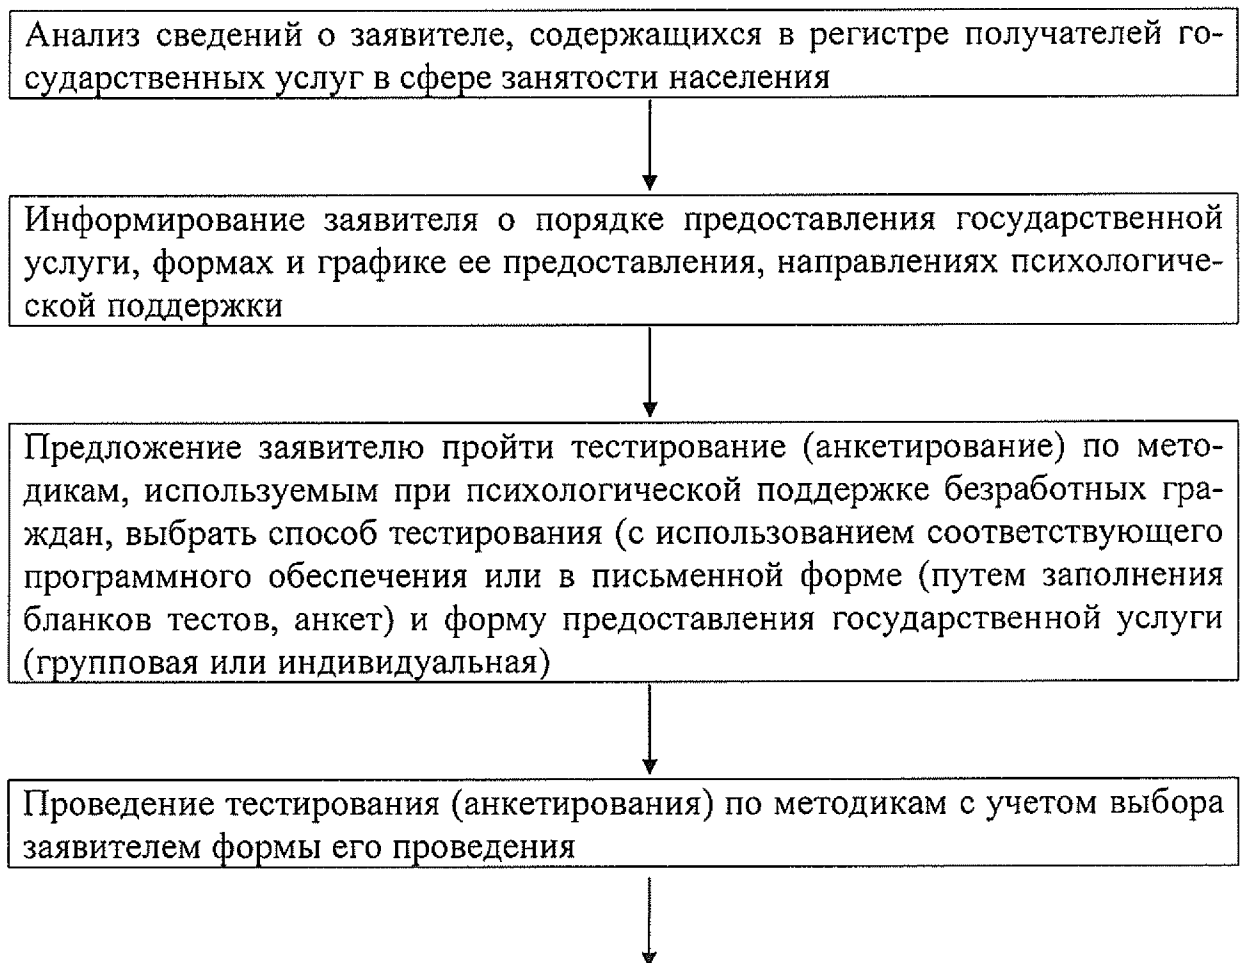 Анализ сведений о заявителе, содержащихся в регистре получателей го-
сударственных услуг в сфере занятости населения
Информирование заявителя о порядке предоставления государственной
услуги, формах и графике ее предоставления, направлениях психологиче-
ской поддержки
Предложение заявителю пройти тестирование (анкетирование) по мето-
дикам, используемым при психологической поддержке безработных гра-
ждан, выбрать способ тестирования (с использованием соответствующего
программного обеспечения или в письменной форме (путем заполнения
бланков тестов, анкет) и форму предоставления государственной услуги
(групповая или индивидуальная)
Проведение тестирования (анкетирования) по методикам с учетом выбора
заявителем формы его проведения